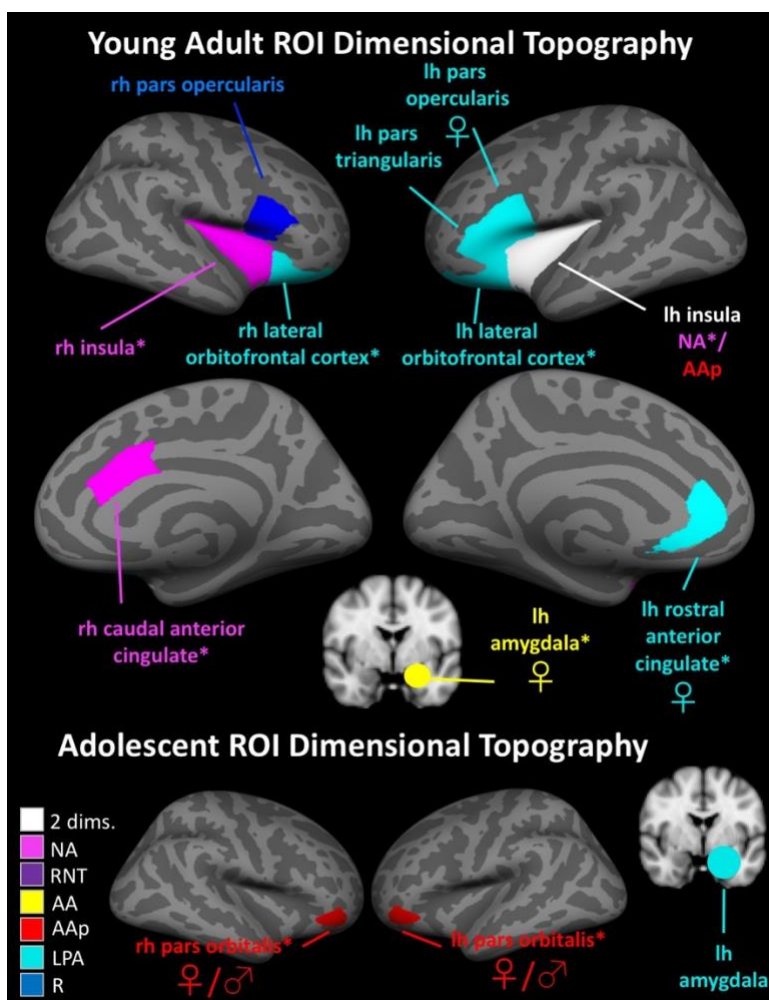 Young Adult ROI Dimensional Topography
rh pars opercularis
lh pars
opercularis
♀
lh pars
triangularis
rh insula*
rh lateral
orbitofrontal cortex*
lh lateral
orbitofrontal cortex*
lh insula
NA*/
AAp
rh caudal anterior
cingulate*
lh
amygdala*
♀
lh rostral
anterior
cingulate*
♀
Adolescent ROI Dimensional Topography
2 dims.
NA
RNT
AA
AAp
LPA
R
rh pars orbitalis*
♀/♂
lh pars orbitalis*
♀/♂
lh
amygdala